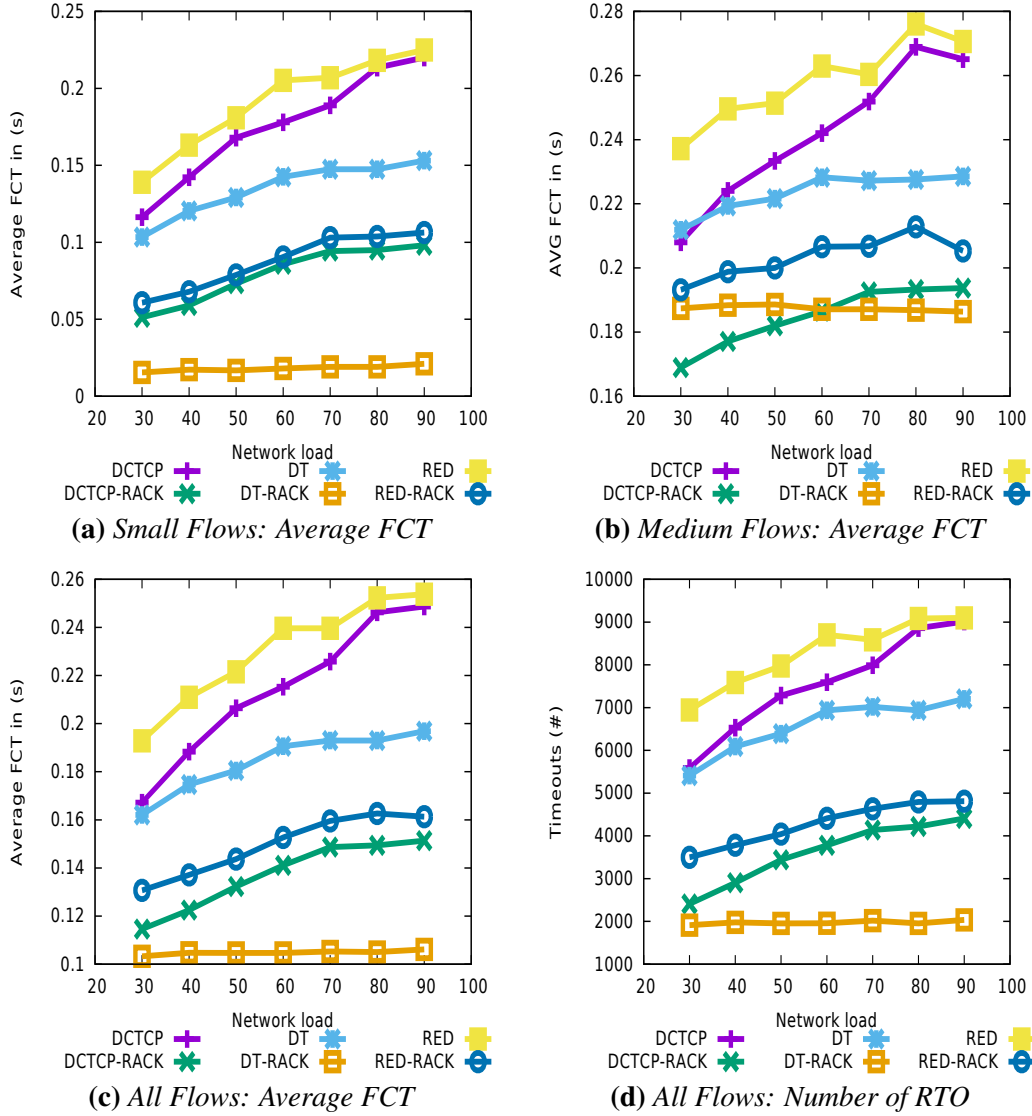 0.25
0.2
0.15
0.1
0.05
0
Average FCT in (s)
20 30 40 50 60 70 80 90 100
Network load
DCTCP DT RED
DCTCP-RACK DT-RACK RED-RACK
(a) Small Flows: Average FCT
0.28
0.26
0.24
0.22
0.2
0.18
0.16
AVG FCT in (s)
20 30 40 50 60 70 80 90 100
Network load
DCTCP DT RED
DCTCP-RACK DT-RACK RED-RACK
(b) Medium Flows: Average FCT
0.26
0.24
0.22
0.2
0.18
0.16
0.14
0.12
0.1
Average FCT in (s)
20 30 40 50 60 70 80 90 100
Network load
DCTCP DT RED
DCTCP-RACK DT-RACK RED-RACK
(c) All Flows: Average FCT
10000
9000
8000
7000
6000
5000
4000
3000
2000
1000
Timeouts (#)
20 30 40 50 60 70 80 90 100
Network load
DCTCP DT RED
DCTCP-RACK DT-RACK RED-RACK
(d) All Flows: Number of RTO